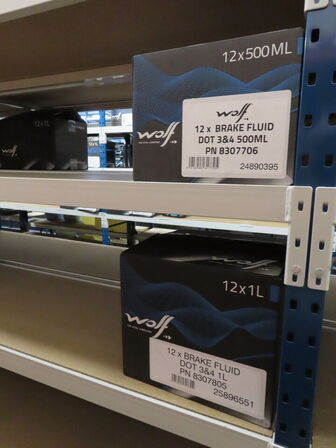 12x500ML
wolf
12 x BRAKE FLUID
DOT 3&4 500ML
PN 8307706
24890395
wolf
12x1L
12x1L
wolf
12 x BRAKE FLUID
DOT 3&4 1L
PN 8307805
25896551
wolf